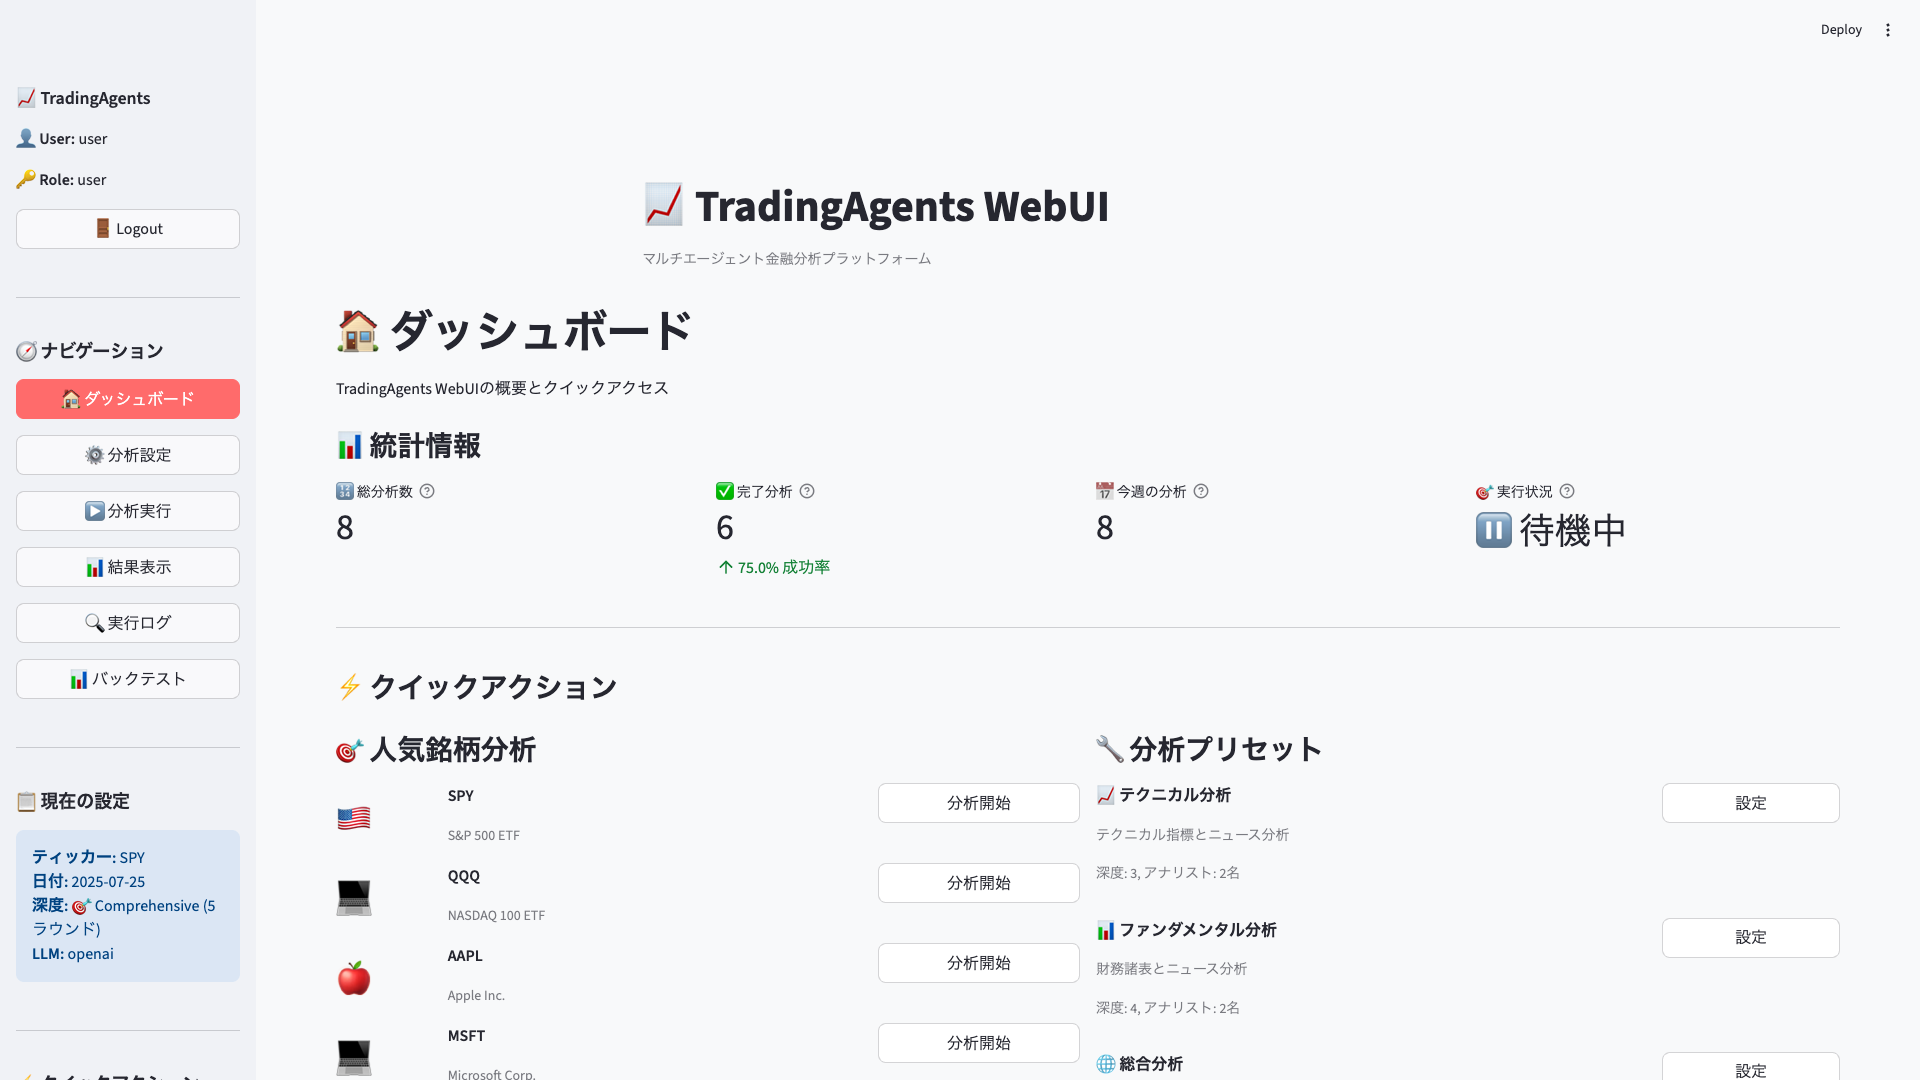 Deploy
TradingAgents
User: user
Role: user
Logout
ナビゲーション
ダッシュボード
分析設定
分析実行
結果表示
実行ログ
バックテスト
現在の設定
ティッカー: SPY
日付: 2025-07-25
深度: Comprehensive (5
ラウンド)
LLM: openai
クイックアクション
TradingAgents WebUI
マルチエージェント金融分析プラットフォーム
ダッシュボード
TradingAgents WebUIの概要とクイックアクセス
統計情報
総分析数
8
完了分析
6
75.0% 成功率
今週の分析
8
実行状況
待機中
クイックアクション
人気銘柄分析
SPY
S&P 500 ETF
分析開始
QQQ
NASDAQ 100 ETF
分析開始
AAPL
Apple Inc.
分析開始
MSFT
Microsoft Corp.
分析開始
分析プリセット
テクニカル分析
テクニカル指標とニュース分析
深度: 3, アナリスト: 2名
設定
ファンダメンタル分析
財務諸表とニュース分析
深度: 4, アナリスト: 2名
設定
総合分析
設定